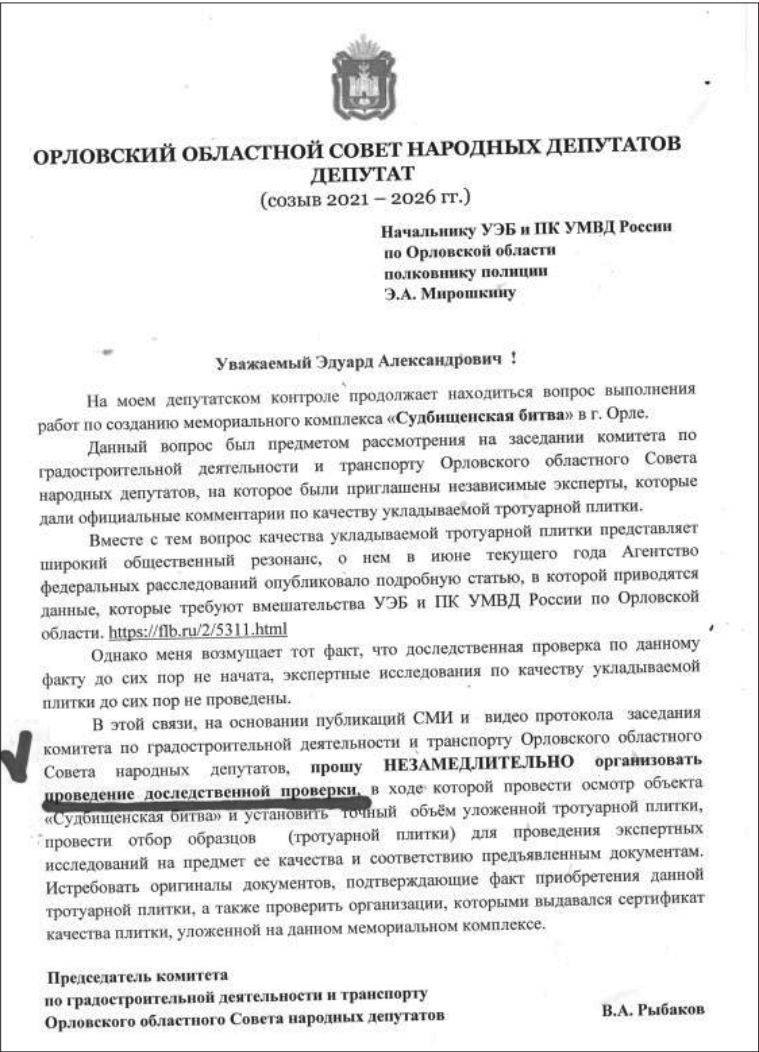 ОРЛОВСКИЙ ОБЛАСТНОЙ СОВЕТ НАРОДНЫХ ДЕПУТАТОВ
ДЕПУТАТ
(созыв 2021 – 2026 гг.)
Начальнику УЭБ и ПК УМВД России
по Орловской области
полковнику полиции
Э.А. Мирошкину
Уважаемый Эдуард Александрович !
На моем депутатском контроле продолжает находиться вопрос выполнения
работ по созданию мемориального комплекса «Судбищенская битва» в г. Орле.
Данный вопрос был предметом рассмотрения на заседании комитета по
градостроительной деятельности и транспорту Орловского областного Совета
народных депутатов, на которое были приглашены независимые эксперты, которые
дали официальные комментарии по качеству укладываемой тротуарной плитки.
Вместе с тем вопрос качества укладываемой тротуарной плитки представляет
широкий общественный резонанс, о нем в июне текущего года Агентство
федеральных расследований опубликовало подробную статью, в которой приводятся
данные, которые требуют вмешательства УЭБ и ПК УМВД России по Орловской
области. https://flb.ru/2/5311.html
Однако меня возмущает тот факт, что доследственная проверка по данному
факту до сих пор не начата, экспертные исследования по качеству укладываемой
плитки до сих пор не проведены.
В этой связи, на основании публикаций СМИ и видео протокола заседания
комитета по градостроительной деятельности и транспорту Орловского областного
Совета народных депутатов, прошу НЕЗАМЕДЛИТЕЛЬНО организовать
проведение доследственной проверки, в ходе которой провести осмотр объекта
«Судбищенская битва» и установить точный объём уложенной тротуарной плитки,
провести отбор образцов (тротуарной плитки) для проведения экспертных
исследований на предмет ее качества и соответствию предъявленным документам.
Истребовать оригиналы документов, подтверждающие факт приобретения данной
тротуарной плитки, а также проверить организации, которыми выдавался сертификат
качества плитки, уложенной на данном мемориальном комплексе.
Председатель комитета
по градостроительной деятельности и транспорту
Орловского областного Совета народных депутатов
В.А. Рыбаков